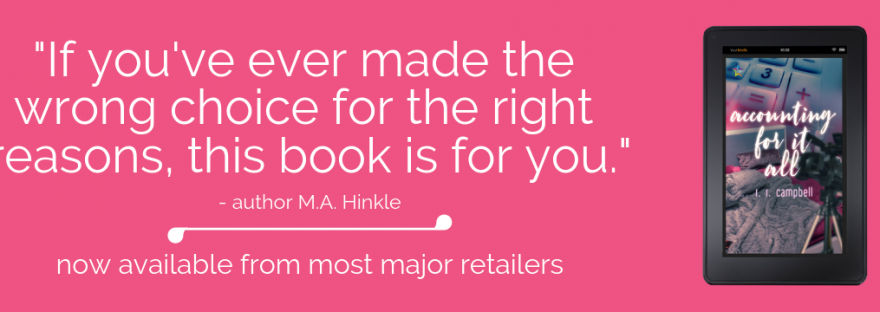 "If you've ever made the
wrong choice for the right
reasons, this book is for you."
- author M.A. Hinkle
now available from most major retailers
3
accounting
for it
all
campbell